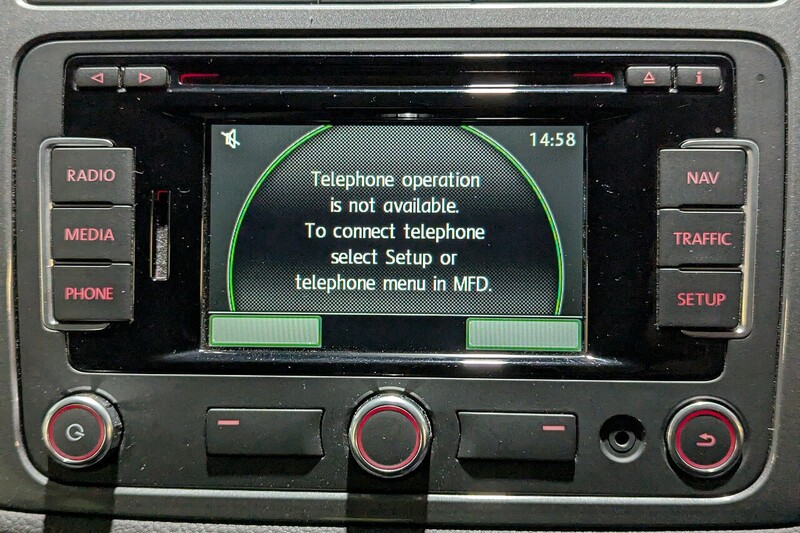 i
14:58
RADIO
MEDIA
PHONE
Telephone operation
is not available.
To connect telephone
select Setup or
telephone menu in MFD.
NAV
TRAFFIC
SETUP